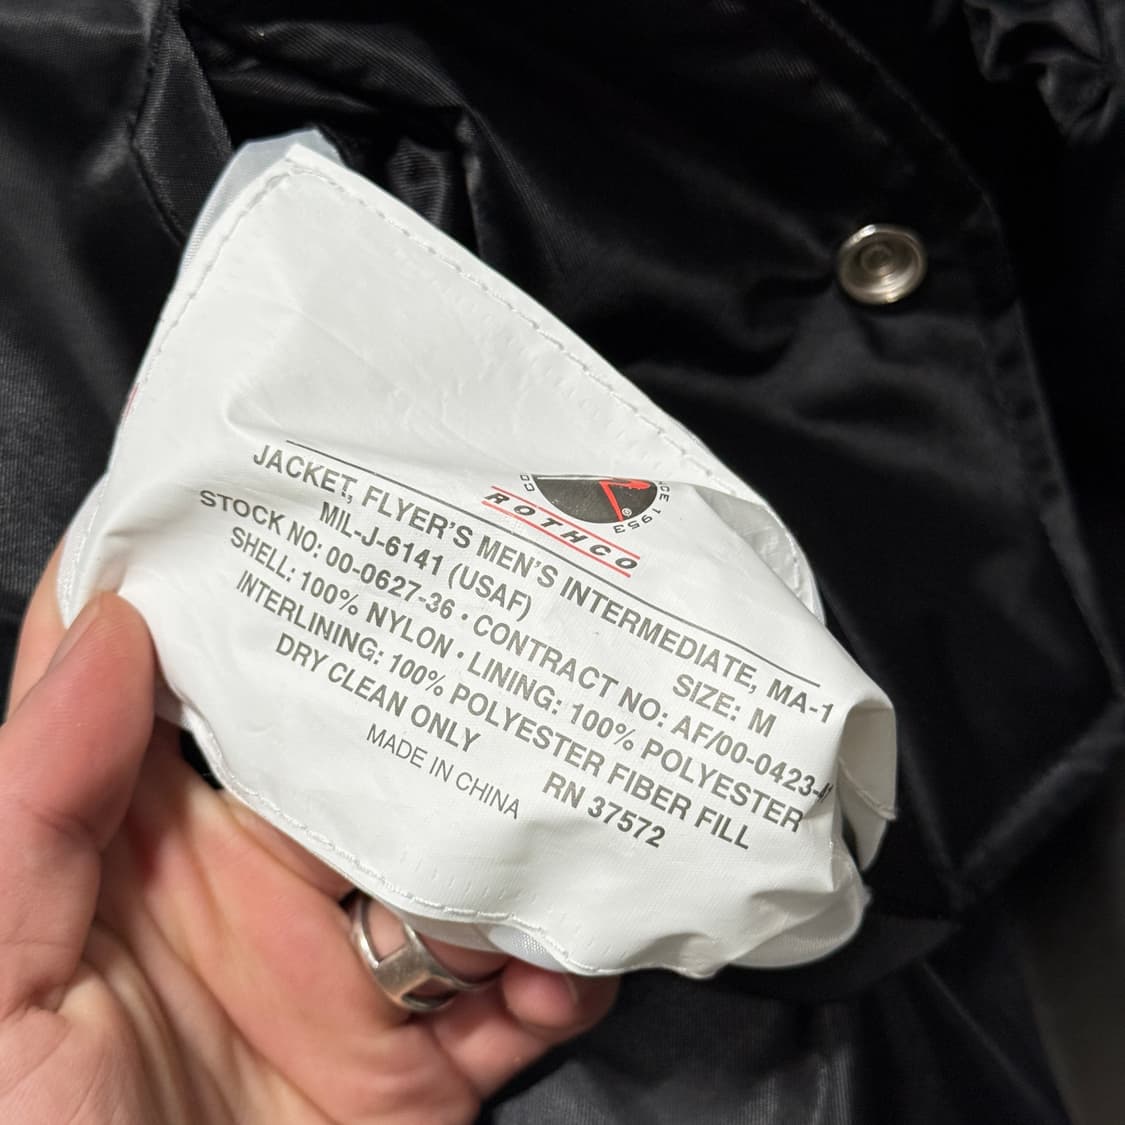 ROTHCO
1953
JACKET, FLYER'S MEN'S INTERMEDIATE, MA-1
MIL-J-6141 (USAF) SIZE: M
STOCK NO: 00-0627-36 • CONTRACT NO: AF/00-0423-
SHELL: 100% NYLON • LINING: 100% POLYESTER
INTERLINING: 100% POLYESTER FIBER FILL
DRY CLEAN ONLY RN 37572
MADE IN CHINA